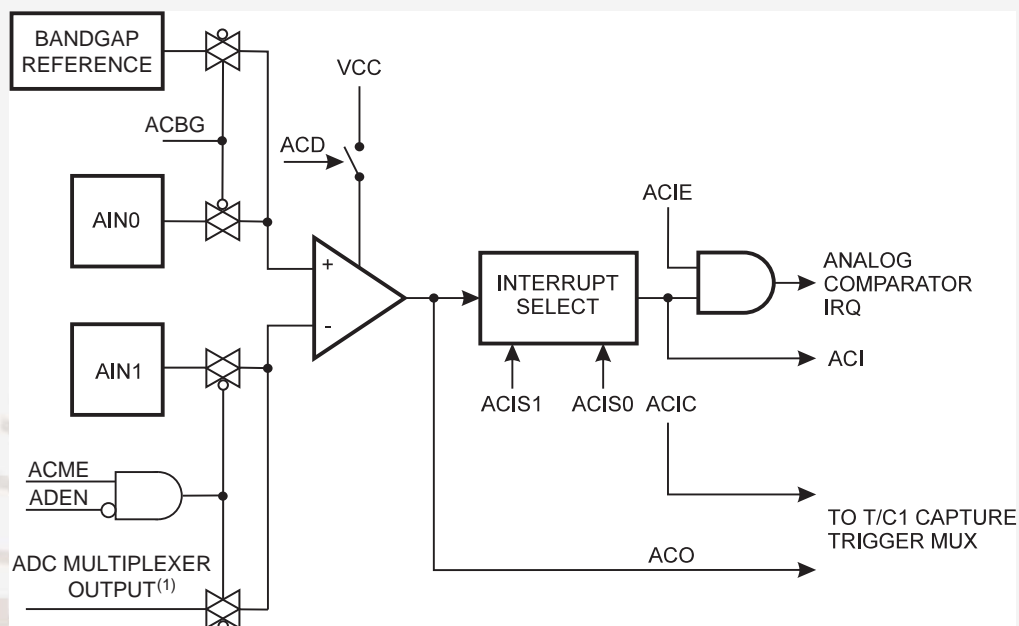 BANDGAP
REFERENCE
VCC
ACBG
ACD
AIN0
ACIE
+
-
INTERRUPT
SELECT
ANALOG
COMPARATOR
IRQ
AIN1
ACI
ACIS1
ACIS0
ACIC
ACME
ADEN
TO T/C1 CAPTURE
TRIGGER MUX
ADC MULTIPLEXER
OUTPUT(1)
ACO